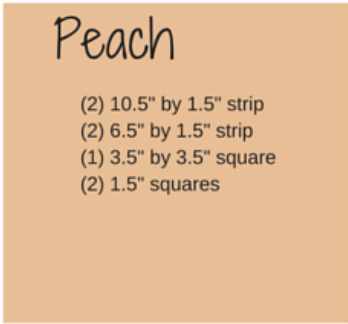 Peach
(2) 10.5" by 1.5" strip
(2) 6.5" by 1.5" strip
(1) 3.5" by 3.5" square
(2) 1.5" squares